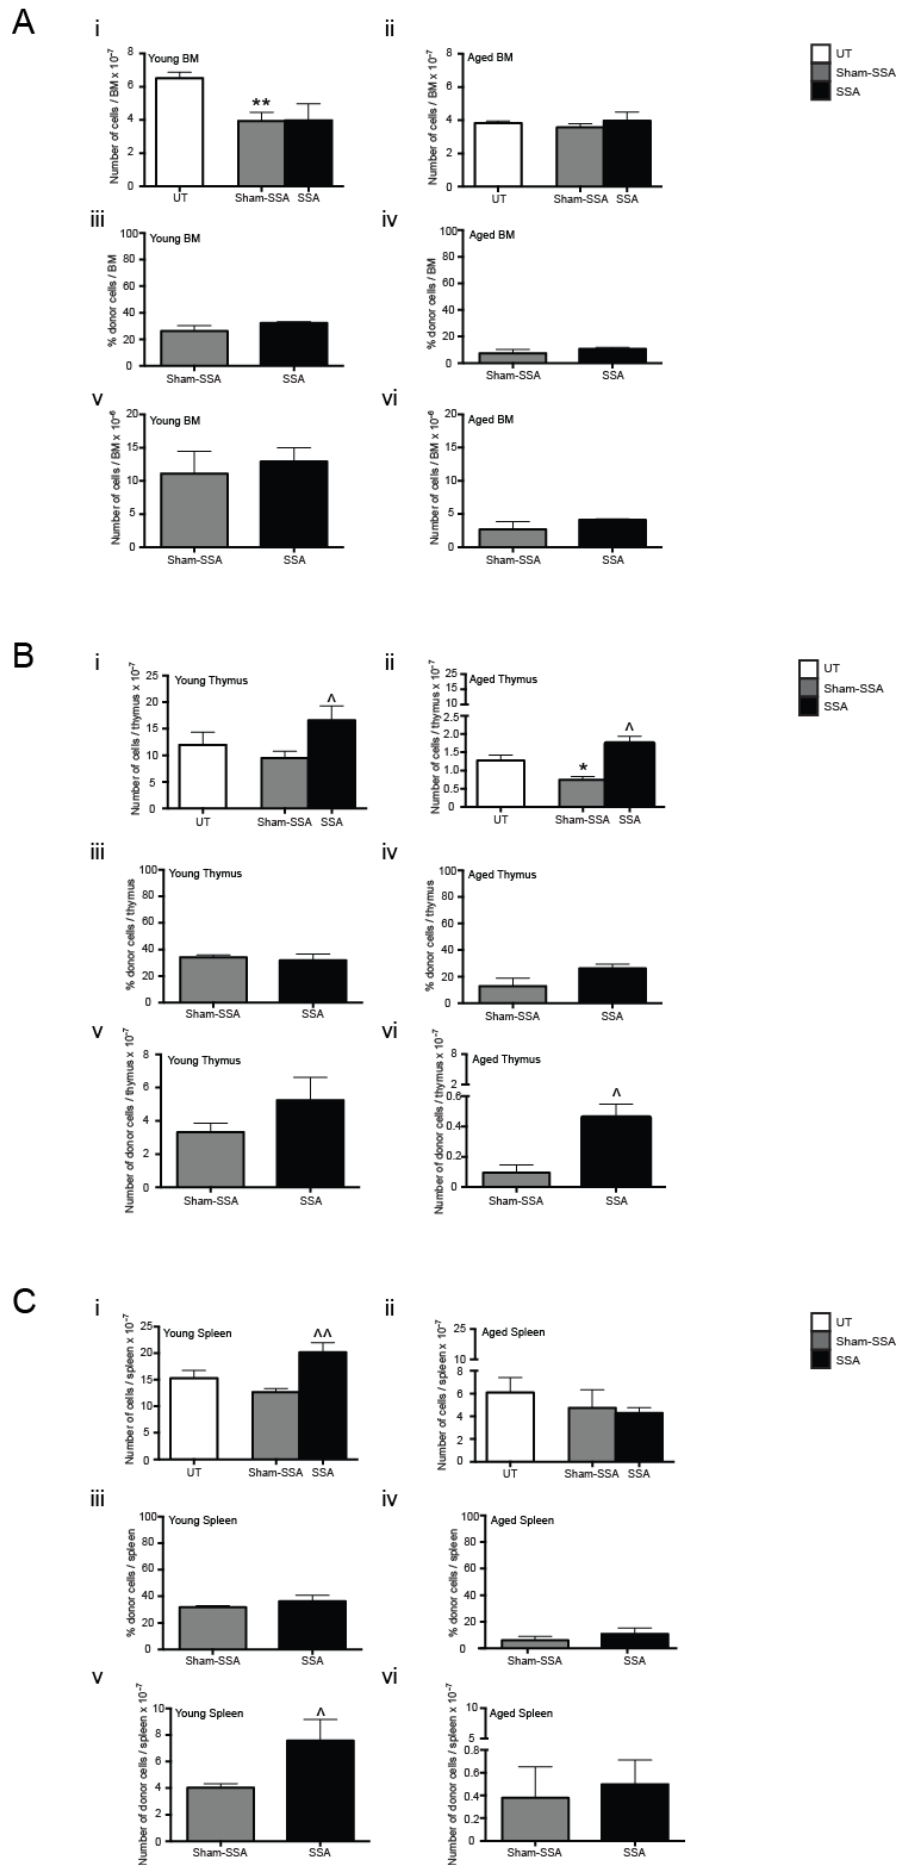 A
i
Number of cells / BM x 10⁻⁷
8
6
4
2
0
Young BM
**
UT
Sham-SSA
SSA
ii
Number of cells / BM x 10⁻⁷
8
6
4
2
0
Aged BM
UT
Sham-SSA
SSA
UT
Sham-SSA
SSA
iii
% donor cells / BM
100
80
60
40
20
0
Young BM
Sham-SSA
SSA
iv
% donor cells / BM
100
80
60
40
20
0
Aged BM
Sham-SSA
SSA
v
Number of cells / BM x 10⁻⁶
20
15
10
5
0
Young BM
Sham-SSA
SSA
vi
Number of cells / BM x 10⁻⁶
20
15
10
5
0
Aged BM
Sham-SSA
SSA
B
i
Number of cells / thymus x 10⁻⁷
25
20
15
10
5
0
Young Thymus
^
UT
Sham-SSA
SSA
ii
Number of cells / thymus x 10⁻⁷
25
15
10
5
2.5
2.0
1.5
1.0
0.5
0
Aged Thymus
*
^
UT
Sham-SSA
SSA
UT
Sham-SSA
SSA
iii
% donor cells / thymus
100
80
60
40
20
0
Young Thymus
Sham-SSA
SSA
iv
% donor cells / thymus
100
80
60
40
20
0
Aged Thymus
Sham-SSA
SSA
v
Number of donor cells / thymus x 10⁻⁷
8
6
4
2
0
Young Thymus
Sham-SSA
SSA
vi
Number of donor cells / thymus x 10⁻⁷
8
2
0.6
0.4
0.2
0
Aged Thymus
^
Sham-SSA
SSA
C
i
Number of cells / spleen x 10⁻⁷
25
20
15
10
5
0
Young Spleen
^^
UT
Sham-SSA
SSA
ii
Number of cells / spleen x 10⁻⁷
25
10
8
6
4
2
0
Aged Spleen
UT
Sham-SSA
SSA
UT
Sham-SSA
SSA
iii
% donor cells / spleen
100
80
60
40
20
0
Young Spleen
Sham-SSA
SSA
iv
% donor cells / spleen
100
80
60
40
20
0
Aged Spleen
Sham-SSA
SSA
v
Number of donor cells / spleen x 10⁻⁷
10
8
6
4
2
0
Young Spleen
^
Sham-SSA
SSA
vi
Number of donor cells / spleen x 10⁻⁷
10
5
0.8
0.6
0.4
0.2
0
Aged Spleen
Sham-SSA
SSA